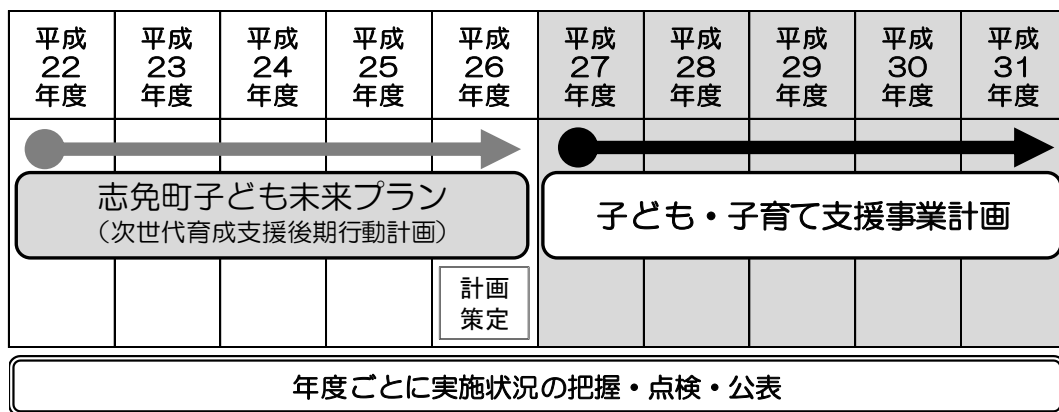 平成
22
年度
平成
23
年度
平成
24
年度
平成
25
年度
平成
26
年度
平成
27
年度
平成
28
年度
平成
29
年度
平成
30
年度
平成
31
年度
志免町子ども未来プラン
（次世代育成支援後期行動計画）
子ども・子育て支援事業計画
計画
策定
年度ごとに実施状況の把握・点検・公表